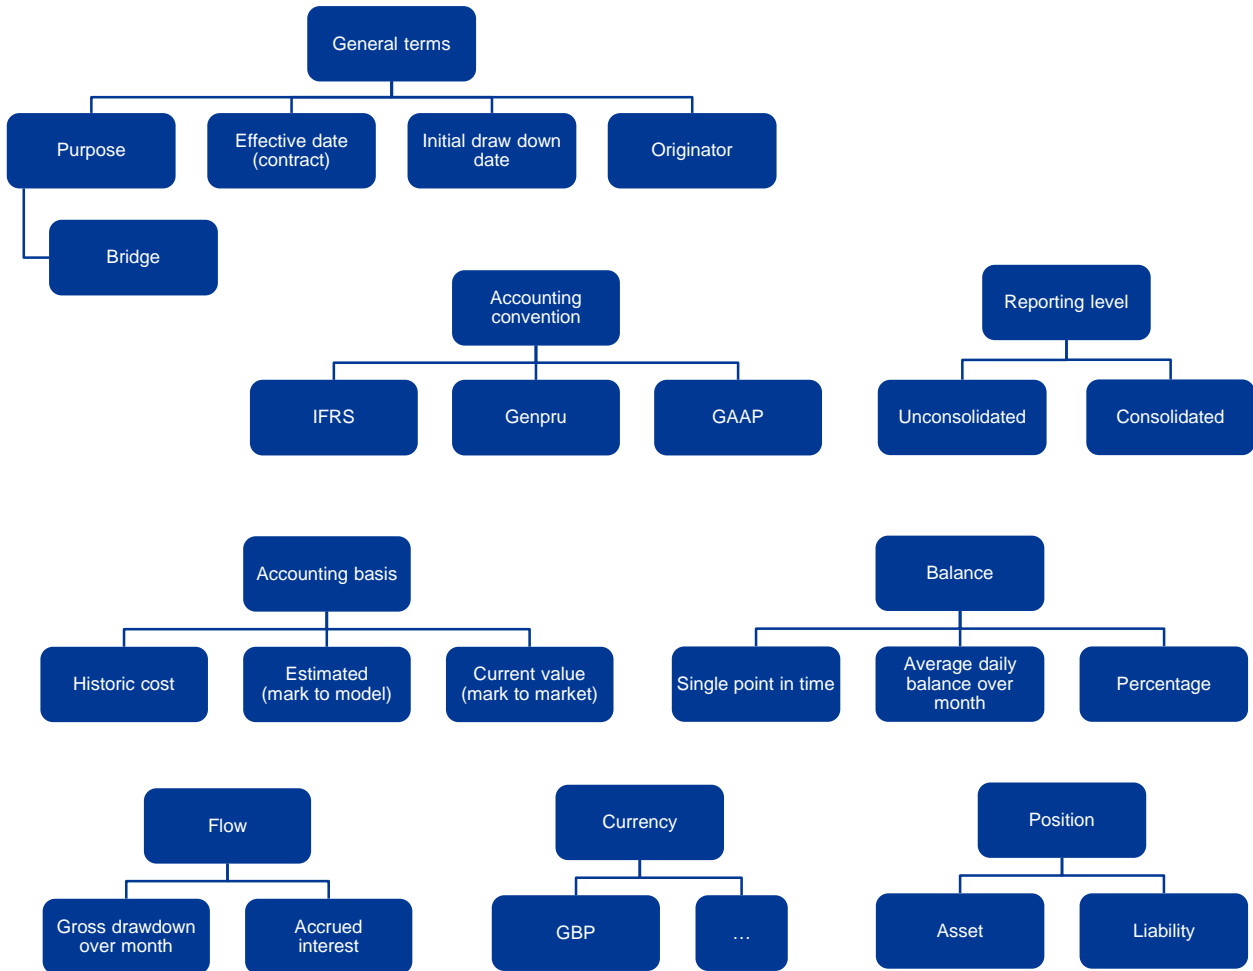 General terms
Purpose
Effective date
(contract)
Initial draw down
date
Originator
Bridge
Accounting
convention
Reporting level
IFRS
Genpru
GAAP
Unconsolidated
Consolidated
Accounting basis
Balance
Historic cost
Estimated
(mark to model)
Current value
(mark to market)
Single point in time
Average daily
balance over
month
Percentage
Flow
Currency
Position
Gross drawdown
over month
Accrued
interest
GBP
…
Asset
Liability